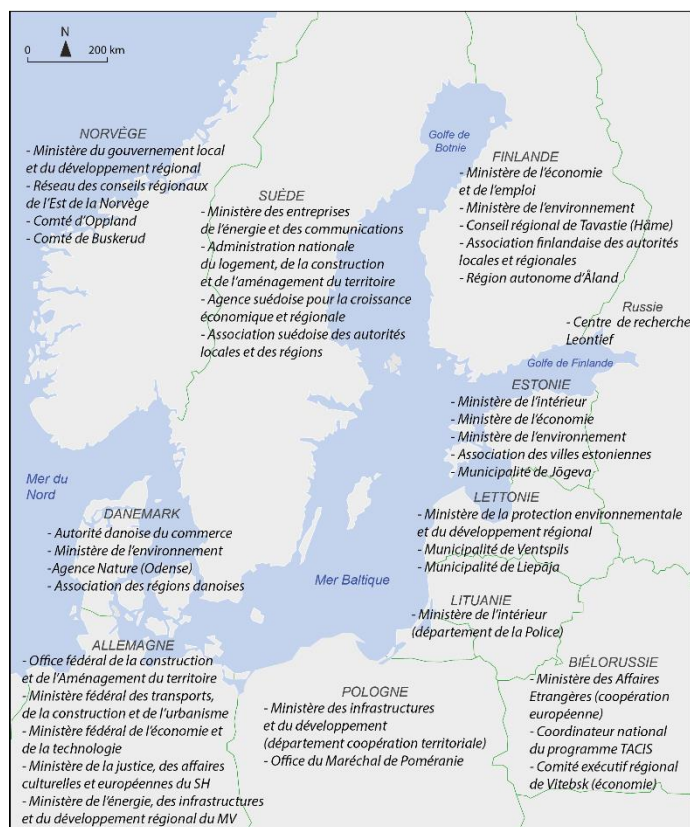 N
0 200 km
NORVÈGE
- Ministère du gouvernement local
et du développement régional
- Réseau des conseils régionaux
de l'Est de la Norvège
- Comté d'Oppland
- Comté de Buskerud
SUÈDE
- Ministère des entreprises
de l'énergie et des communications
- Administration nationale
du logement, de la construction
et de l'aménagement du territoire
- Agence suédoise pour la croissance
économique et régionale
- Association suédoise des autorités
locales et des régions
Golfe de
Botnie
FINLANDE
- Ministère de l'économie
et de l'emploi
- Ministère de l'environnement
- Conseil régional de Tavastie (Häme)
- Association finlandaise des autorités
locales et régionales
- Région autonome d'Âland
Russie
- Centre de recherche
Leontief
Golfe de Finlande
ESTONIE
- Ministère de l'intérieur
- Ministère de l'économie
- Ministère de l'environnement
- Association des villes estoniennes
- Municipalité de Jõgeva
Mer du
Nord
DANEMARK
- Autorité danoise du commerce
- Ministère de l'environnement
-Agence Nature (Odense)
- Association des régions danoises
LETTONIE
- Ministère de la protection environnementale
et du développement régional
- Municipalité de Ventspils
- Municipalité de Liepāja
Mer Baltique
LITUANIE
- Ministère de l'intérieur
(département de la Police)
ALLEMAGNE
- Office fédéral de la construction
et de l'Aménagement du territoire
- Ministère fédéral des transports,
de la construction et de l'urbanisme
- Ministère fédéral de l'économie et
de la technologie
- Ministère de la justice, des affaires
culturelles et européennes du SH
- Ministère de l'énergie, des infrastructures
et du développement régional du MV
POLOGNE
- Ministère des infrastructures
et du développement
(département coopération territoriale)
- Office du Maréchal de Poméranie
BIÉLORUSSIE
- Ministère des Affaires
Etrangères (coopération
européenne)
- Coordinateur national
du programme TACIS
- Comité exécutif régional
de Vitebsk (économie)